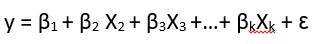 y = β₁ + β₂ X₂ + β₃X₃ +...+ βₖXₖ + ε